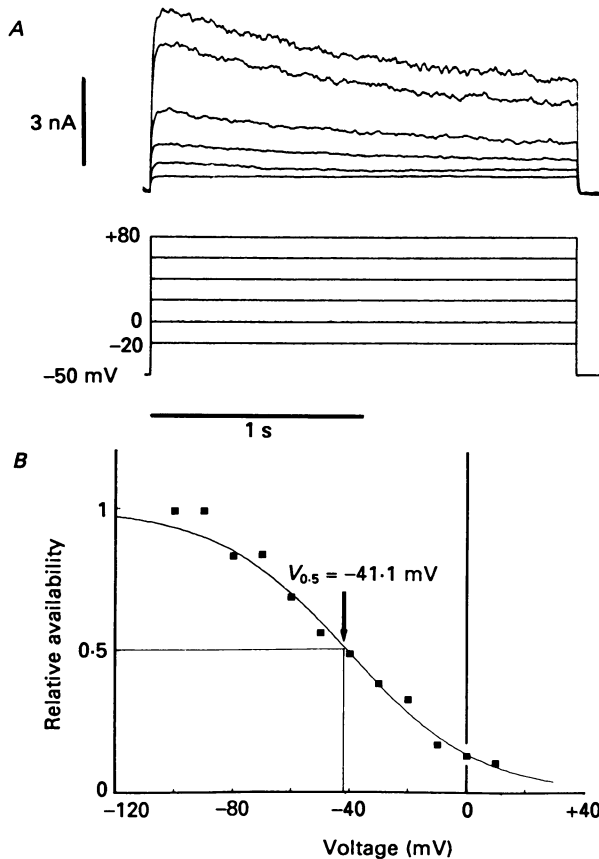 A
3 nA
+80
0
−20
−50 mV
1 s
B
1
V0·5 = −41·1 mV
Relative availability
0·5
0
−120
−80
−40
0
+40
Voltage (mV)